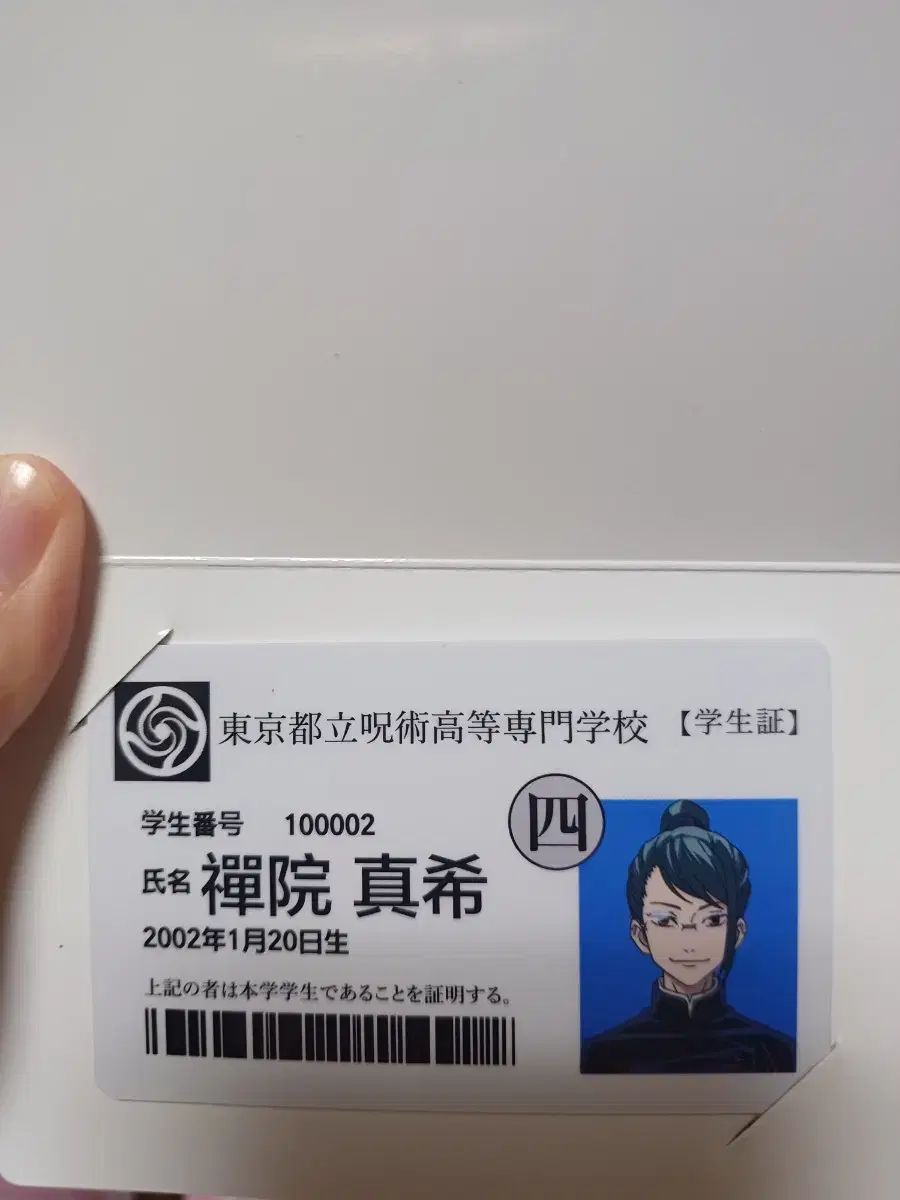 東京都立呪術高等専門学校 【学生証】
四
学生番号 100002
氏名 禪院 真希
2002年1月20日生
上記の者は本学学生であることを証明する。